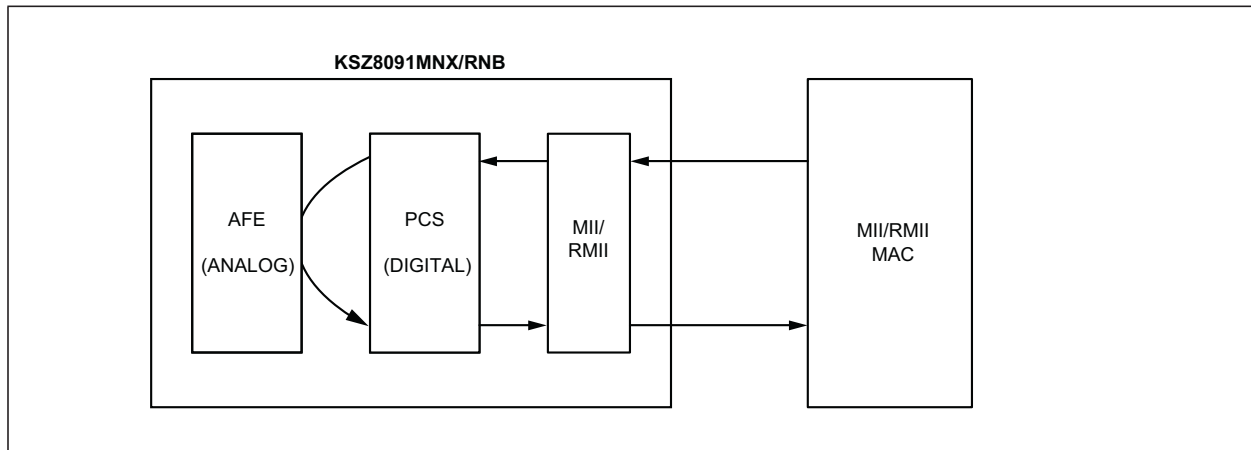 KSZ8091MNX/RNB
AFE
(ANALOG)
PCS
(DIGITAL)
MII/
RMII
MII/RMII
MAC